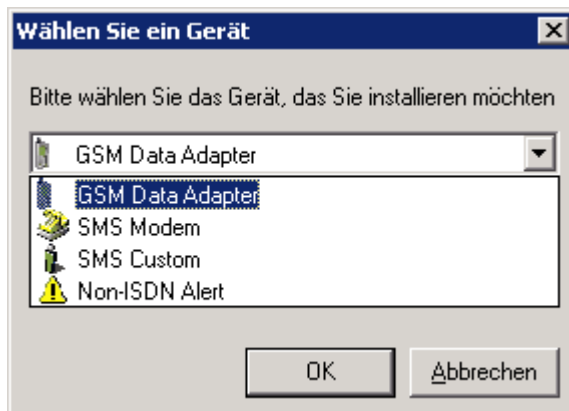 Wählen Sie ein Gerät
Bitte wählen Sie das Gerät, das Sie installieren möchten
GSM Data Adapter
GSM Data Adapter
SMS Modem
SMS Custom
Non-ISDN Alert
OK
Abbrechen